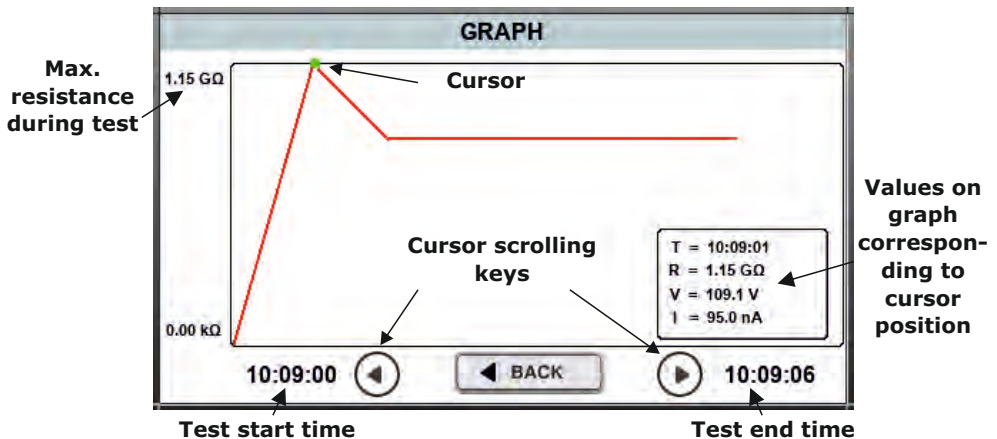 GRAPH
Max.
resistance
during test
1.15 GΩ
Cursor
Values on
graph
correspon-
ding to
cursor
position
Cursor scrolling
keys
T = 10:09:01
R = 1.15 GΩ
V = 109.1 V
I = 95.0 nA
0.00 kΩ
10:09:00
BACK
10:09:06
Test start time
Test end time